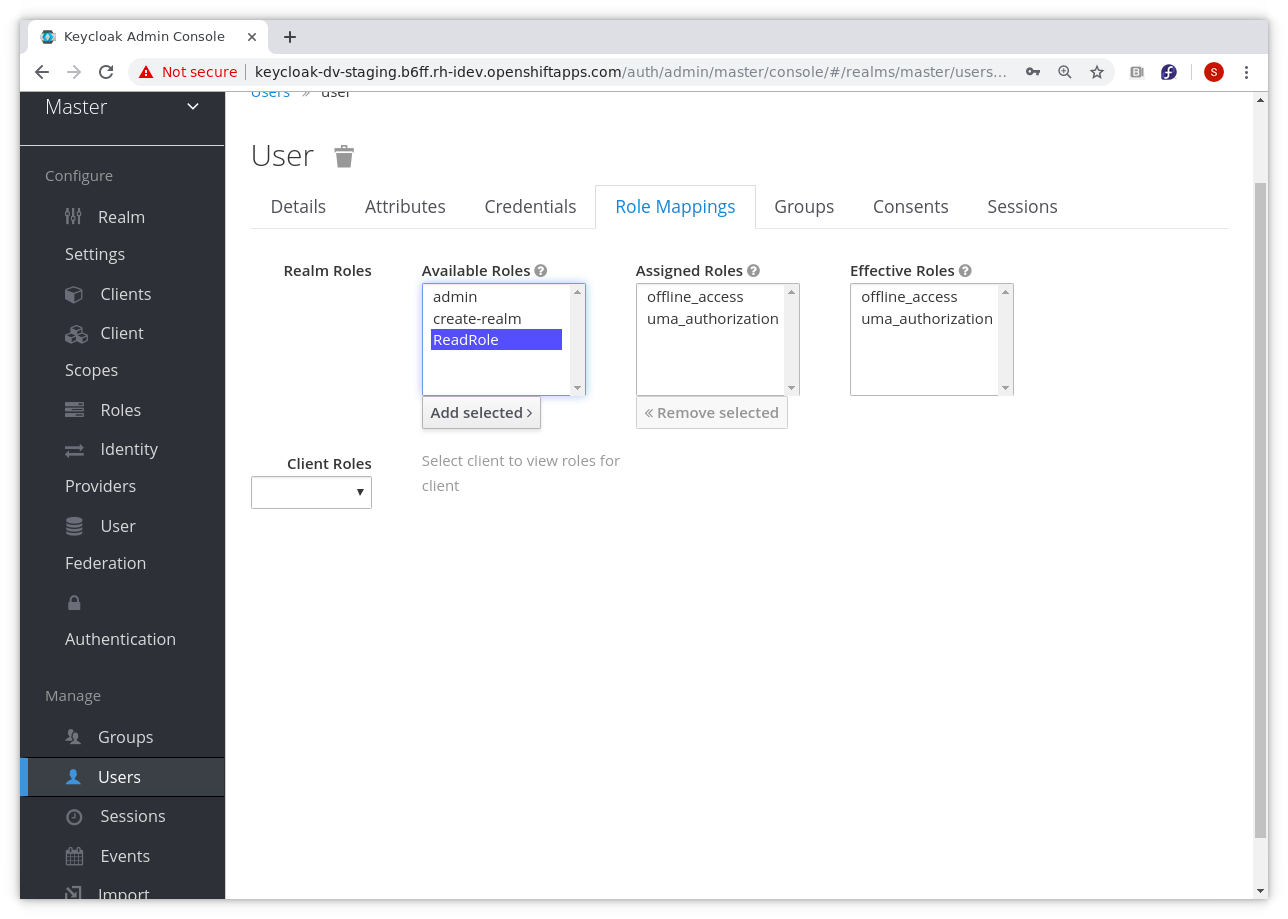 Keycloak Admin Console
Not secure
keycloak-dv-staging.b6ff.rh-idev.openshiftapps.com/auth/admin/master/console/#/realms/master/users...
S
Master
Configure
Realm
Settings
Clients
Client
Scopes
Roles
Identity
Providers
User
Federation
Authentication
Manage
Groups
Users
Sessions
Events
Import
Users » user
User
Details Attributes Credentials Role Mappings Groups Consents Sessions
Realm Roles
Available Roles
admin
create-realm
ReadRole
Add selected ›
Assigned Roles
offline_access
uma_authorization
« Remove selected
Effective Roles
offline_access
uma_authorization
Client Roles
Select client to view roles for
client